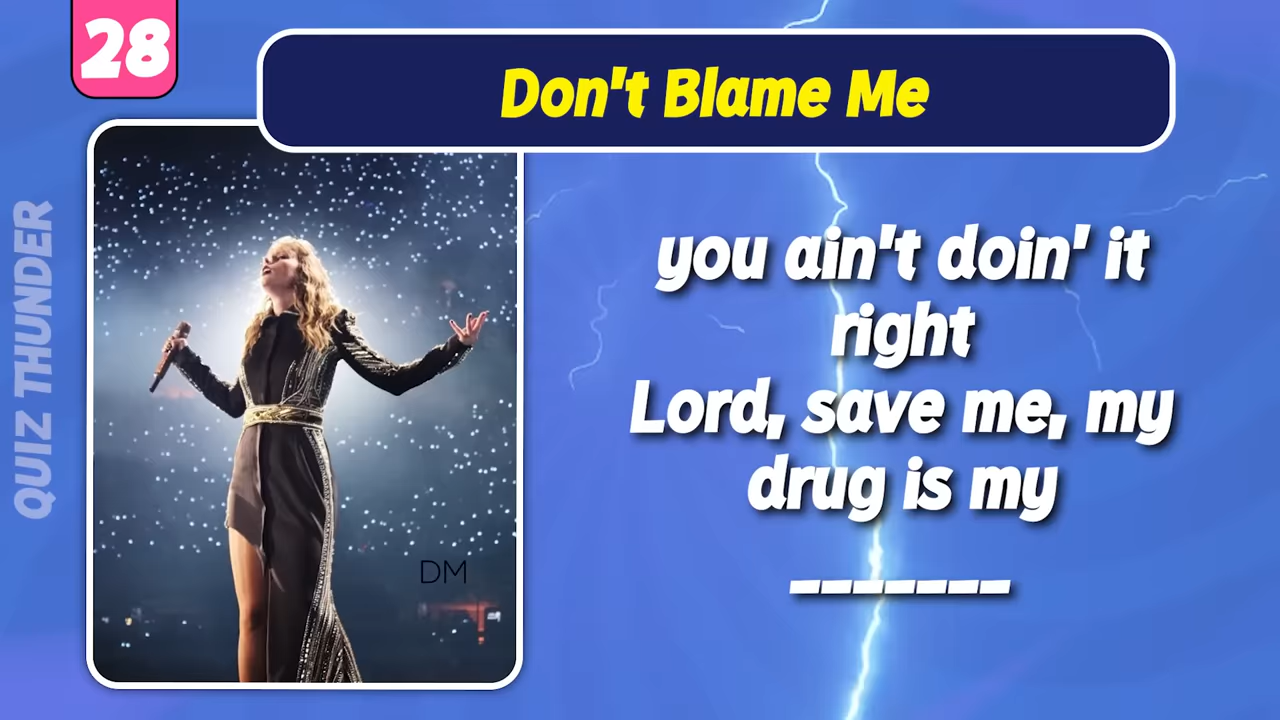 28
Don't Blame Me
QUIZ THUNDER
you ain't doin' it
right
Lord, save me, my
drug is my
_______
DM